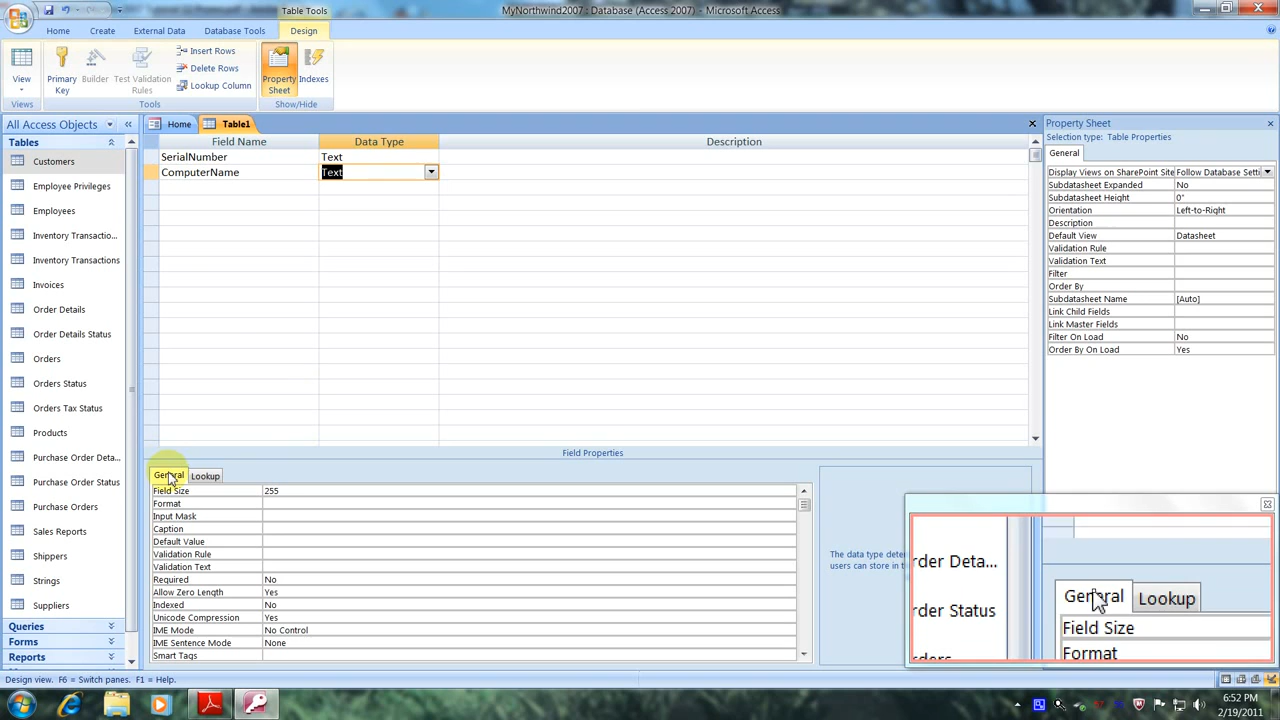 Table Tools
MyNorthwind2007 : Database (Access 2007) - Microsoft Access
Home
Create
External Data
Database Tools
Design
View
Primary Key
Builder
Test Validation Rules
Insert Rows
Delete Rows
Lookup Column
Property Sheet
Indexes
Views
Tools
Show/Hide
All Access Objects
Tables
Customers
Employee Privileges
Employees
Inventory Transactio...
Inventory Transactions
Invoices
Order Details
Order Details Status
Orders
Orders Status
Orders Tax Status
Products
Purchase Order Deta...
Purchase Order Status
Purchase Orders
Sales Reports
Shippers
Strings
Suppliers
Queries
Forms
Reports
Home
Table1
Field Name
Data Type
Description
SerialNumber
Text
ComputerName
Text
Field Properties
General
Lookup
Field Size
255
Format
Input Mask
Caption
Default Value
Validation Rule
Validation Text
Required
No
Allow Zero Length
Yes
Indexed
No
Unicode Compression
Yes
IME Mode
No Control
IME Sentence Mode
None
Smart Tags
The data type deter
users can store in th
Property Sheet
Selection type: Table Properties
General
Display Views on SharePoint Site
Follow Database Setti
Subdatasheet Expanded
No
Subdatasheet Height
0"
Orientation
Left-to-Right
Description
Default View
Datasheet
Validation Rule
Validation Text
Filter
Order By
Subdatasheet Name
[Auto]
Link Child Fields
Link Master Fields
Filter On Load
No
Order By On Load
Yes
rder Deta...
rder Status
General
Lookup
Field Size
Format
Design view. F6 = Switch panes. F1 = Help.
6:52 PM
2/19/2011